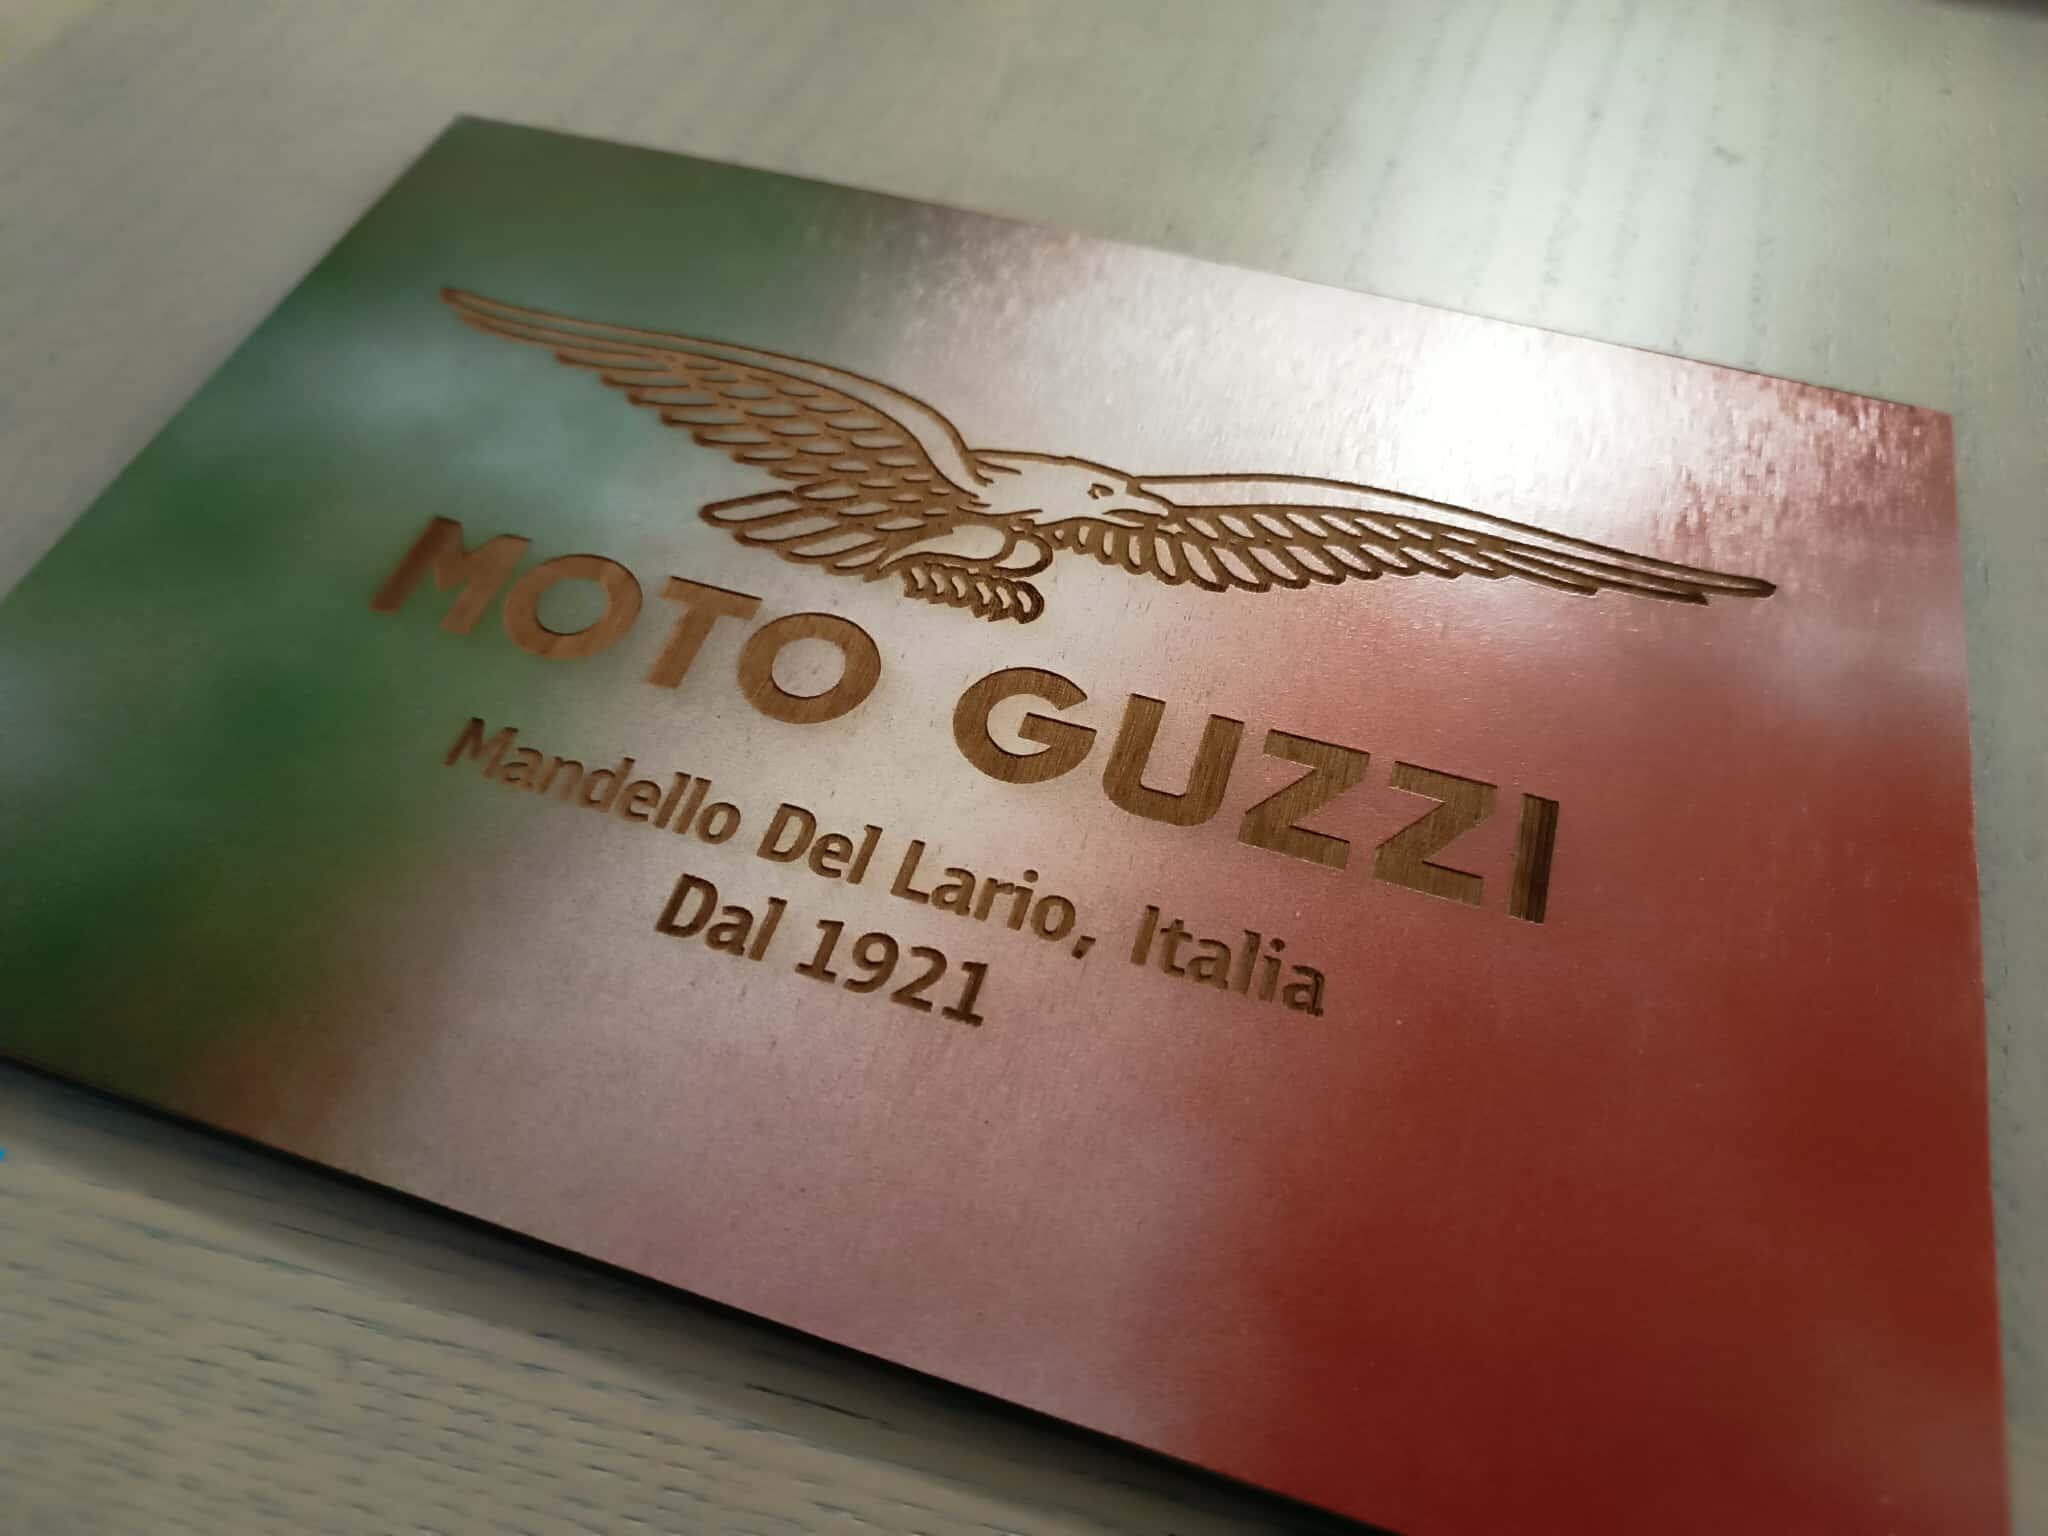 MOTO GUZZI
Mandello Del Lario, Italia
Dal 1921